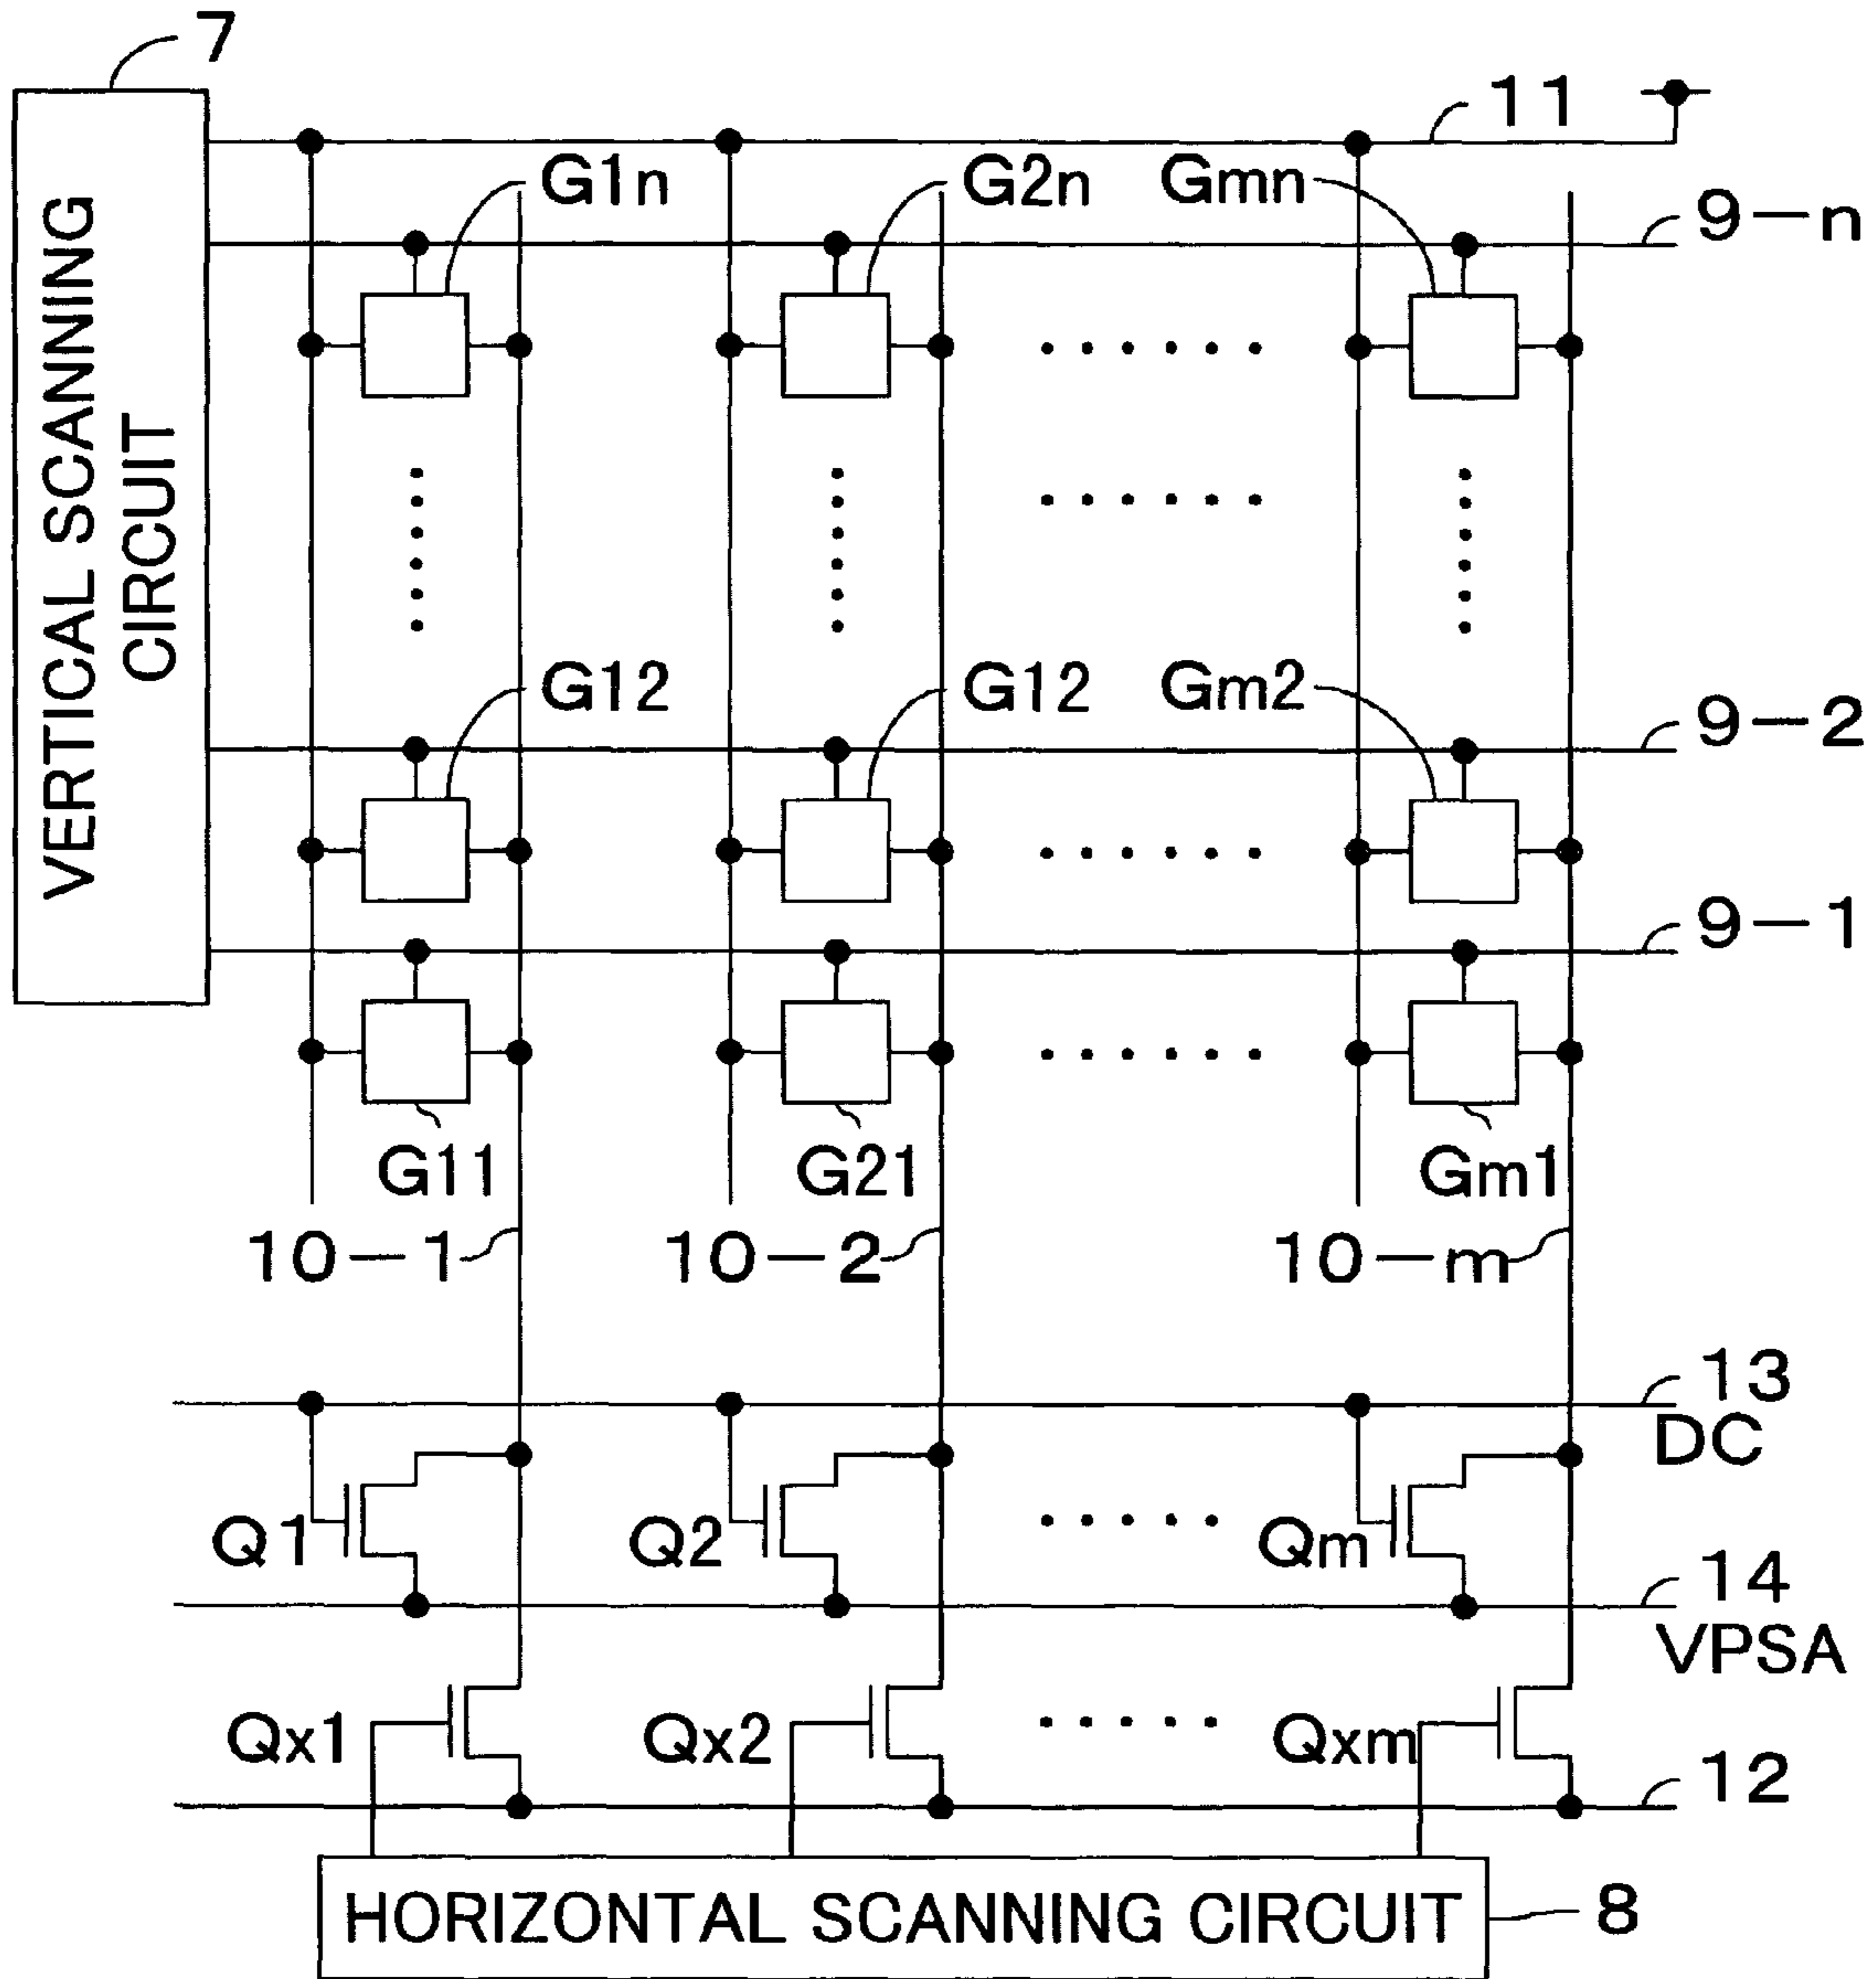 7
VERTICAL SCANNING
CIRCUIT
11
G1n
G2n
Gmn
9-n
G12
G12
Gm2
9-2
9-1
G11
G21
Gm1
10-1
10-2
10-m
13
DC
Q1
Q2
Qm
14
VPSA
Qx1
Qx2
Qxm
12
HORIZONTAL SCANNING CIRCUIT
8